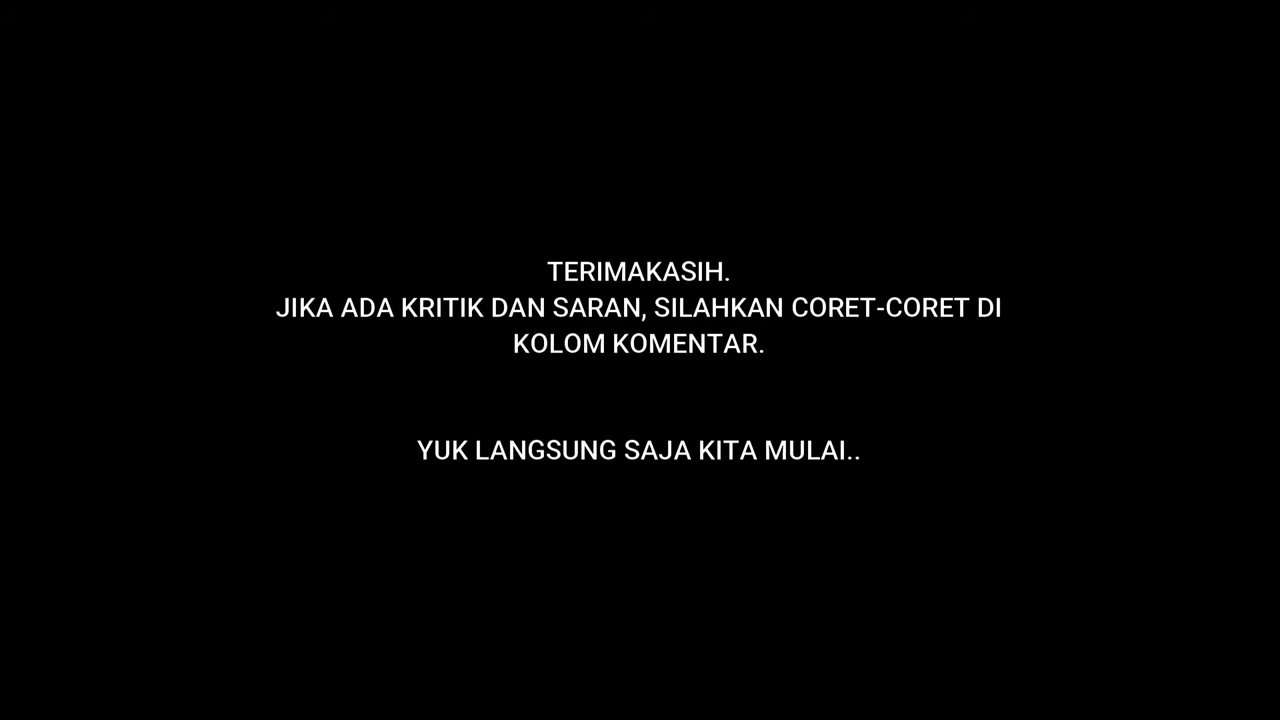 TERIMAKASIH.
JIKA ADA KRITIK DAN SARAN, SILAHKAN CORET-CORET DI
KOLOM KOMENTAR.
YUK LANGSUNG SAJA KITA MULAI..